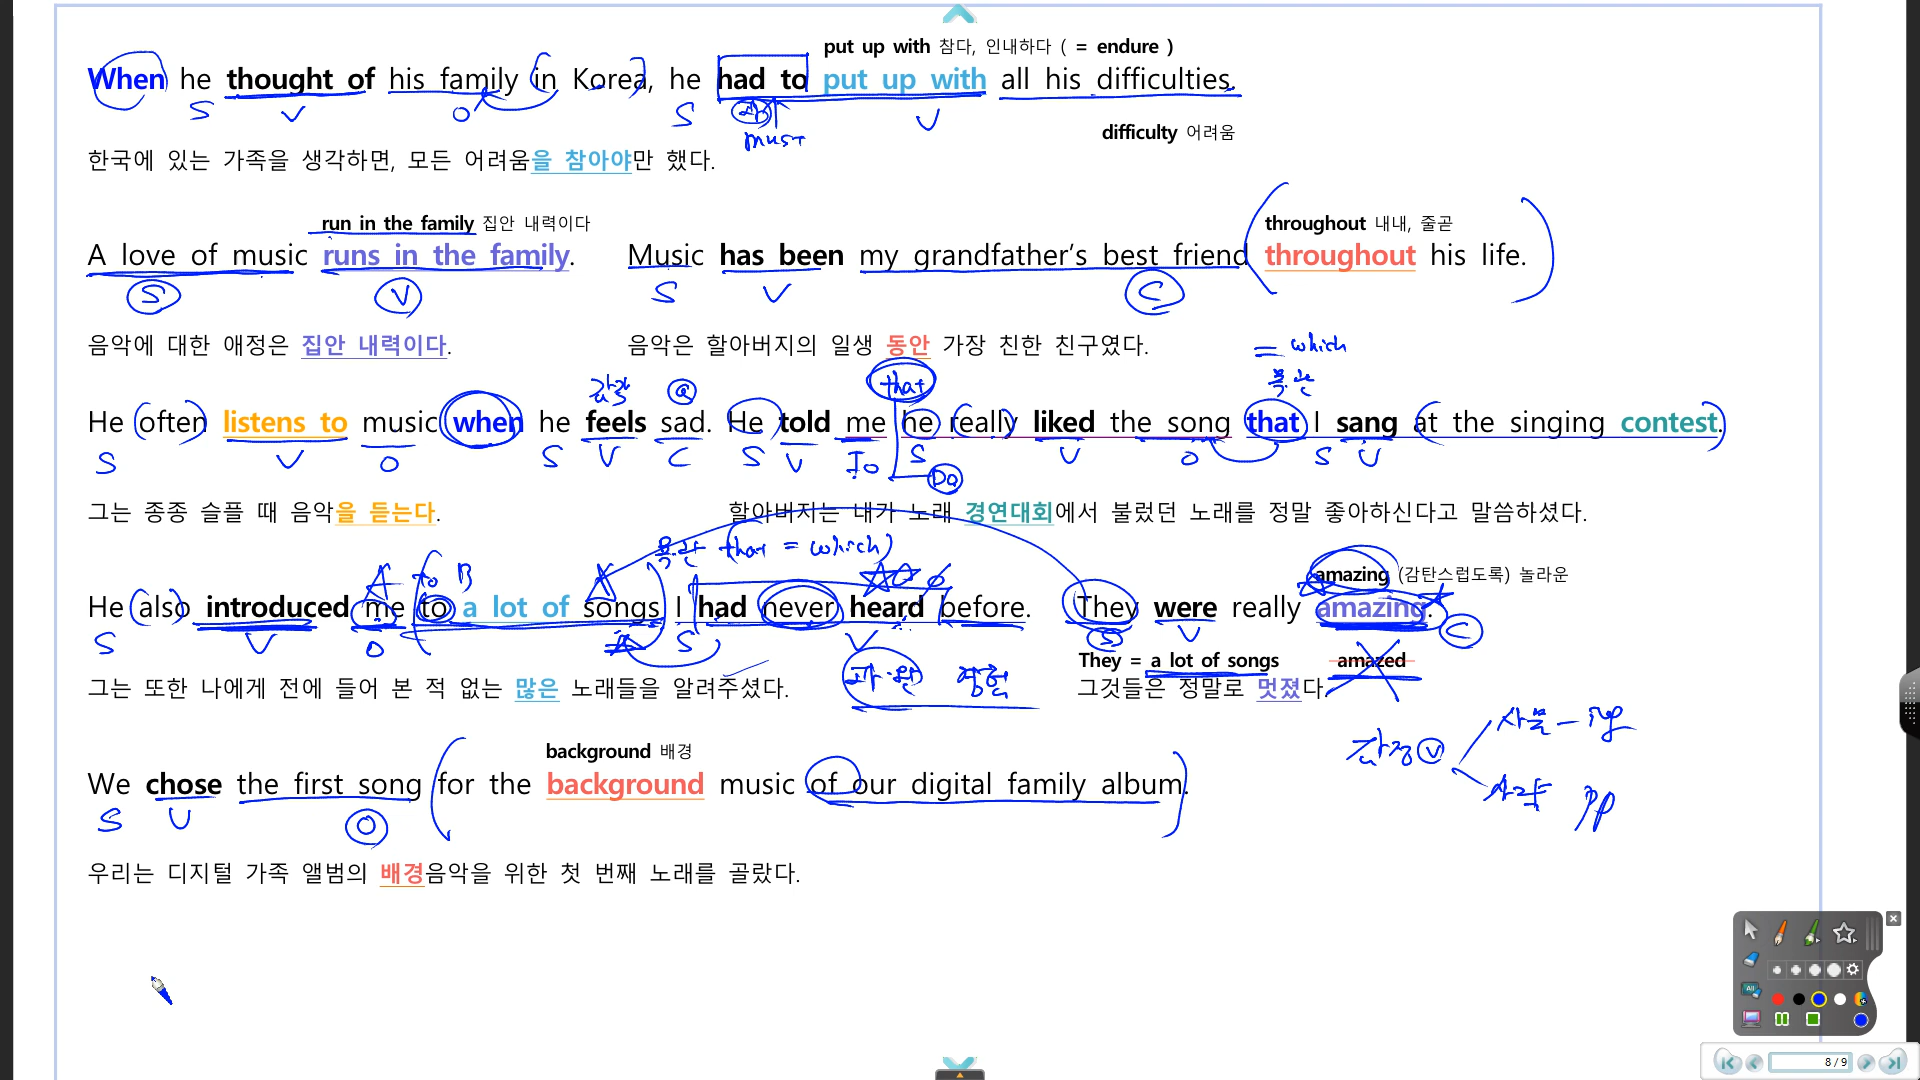 put up with 참다, 인내하다 ( = endure )
When he thought of his family in Korea, he had to put up with all his difficulties.
S V O S V
must
difficulty 어려움
한국에 있는 가족을 생각하면, 모든 어려움을 참아야만 했다.
run in the family 집안 내력이다
throughout 내내, 줄곧
A love of music runs in the family. Music has been my grandfather's best friend throughout his life.
S V S V C
음악에 대한 애정은 집안 내력이다. 음악은 할아버지의 일생 동안 가장 친한 친구였다.
= which
that
He often listens to music when he feels sad. He told me he really liked the song that I sang at the singing contest.
S V O S V C S V IO S V O S V
DO
그는 종종 슬플 때 음악을 듣는다. 할아버지는 내가 노래 경연대회에서 불렀던 노래를 정말 좋아하신다고 말씀하셨다.
that = which)
A to B
amazing (감탄스럽도록) 놀라운
He also introduced me to a lot of songs I had never heard before. They were really amazing.
S V O S V S V C
They = a lot of songs amazed
그는 또한 나에게 전에 들어 본 적 없는 많은 노래들을 알려주셨다. 그것들은 정말로 멋졌다.
감정 V
사물 - ing
사람 pp
background 배경
We chose the first song for the background music of our digital family album.
S V O
우리는 디지털 가족 앨범의 배경음악을 위한 첫 번째 노래를 골랐다.
All
8 / 9